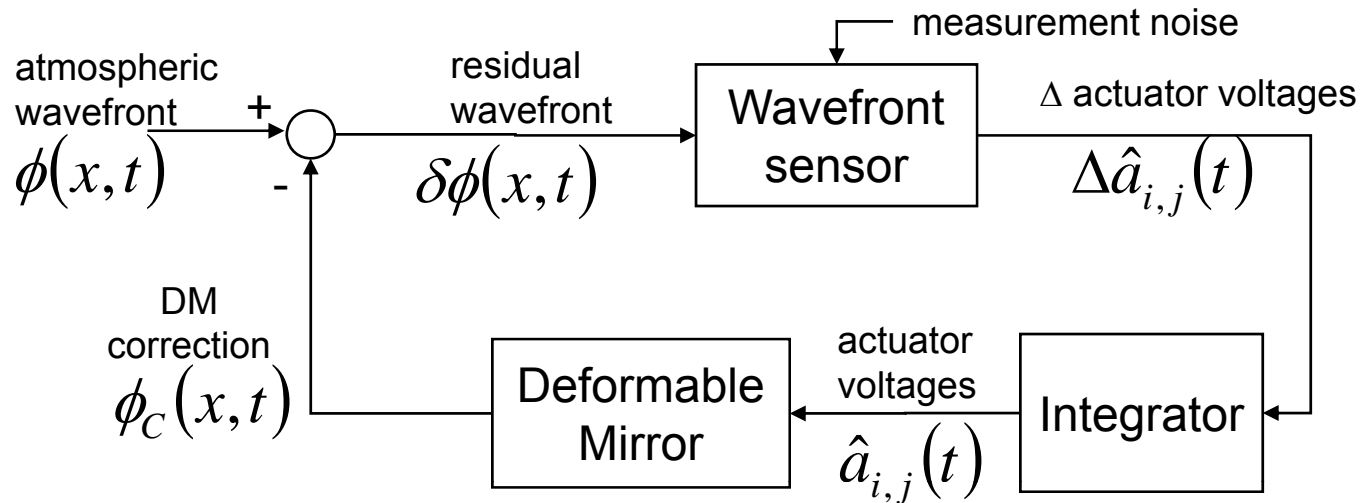 measurement noise
atmospheric
wavefront
+
ϕ(x,t)
-
residual
wavefront
δϕ(x,t)
Wavefront
sensor
Δ actuator voltages
Δâ_{i,j}(t)
DM
correction
ϕ_C(x,t)
Deformable
Mirror
actuator
voltages
â_{i,j}(t)
Integrator